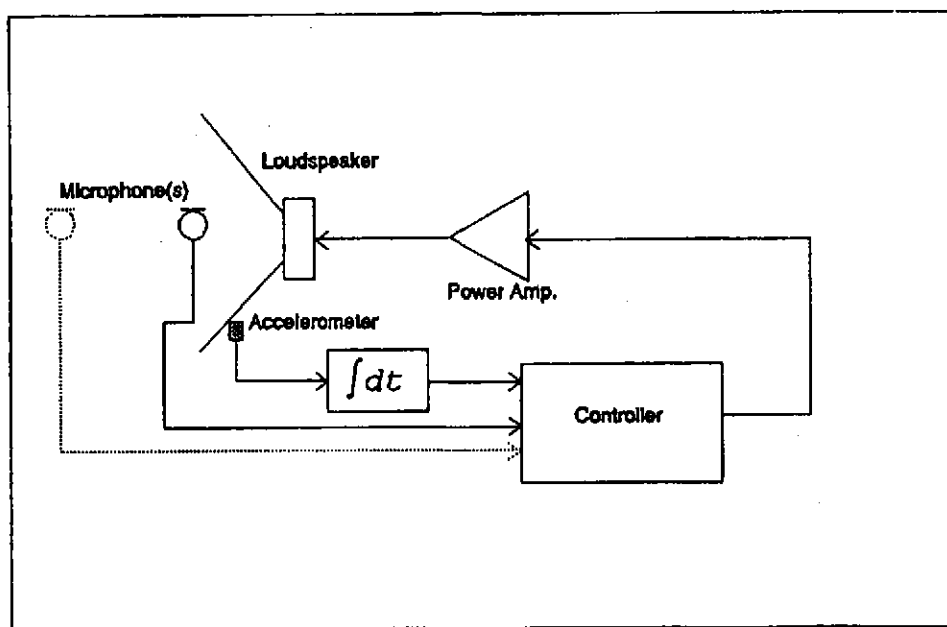 Loudspeaker
Microphone(s)
Power Amp.
Accelerometer
∫dt
Controller